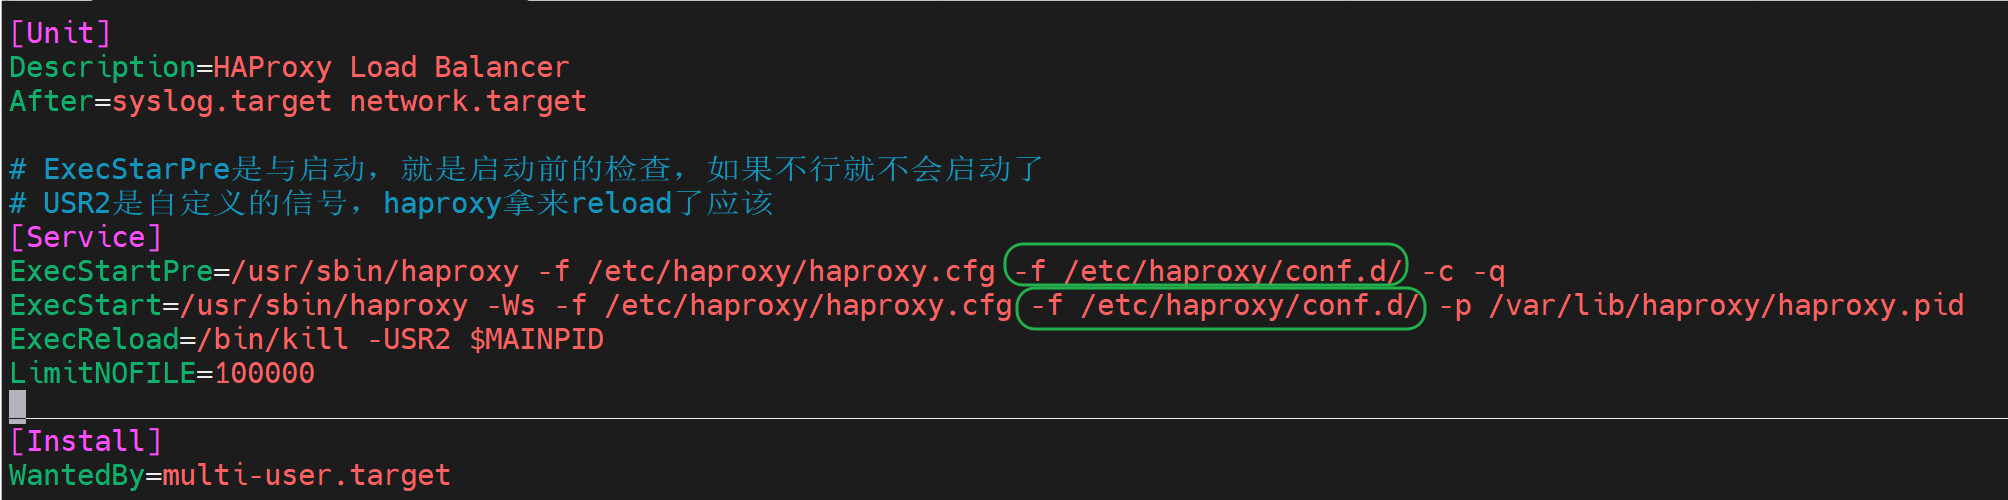 [Unit]
Description=HAProxy Load Balancer
After=syslog.target network.target
# ExecStarPre是与启动，就是启动前的检查，如果不行就不会启动了
# USR2是自定义的信号，haproxy拿来reload了应该
[Service]
ExecStartPre=/usr/sbin/haproxy -f /etc/haproxy/haproxy.cfg -f /etc/haproxy/conf.d/ -c -q
ExecStart=/usr/sbin/haproxy -Ws -f /etc/haproxy/haproxy.cfg -f /etc/haproxy/conf.d/ -p /var/lib/haproxy/haproxy.pid
ExecReload=/bin/kill -USR2 $MAINPID
LimitNOFILE=100000
[Install]
WantedBy=multi-user.target